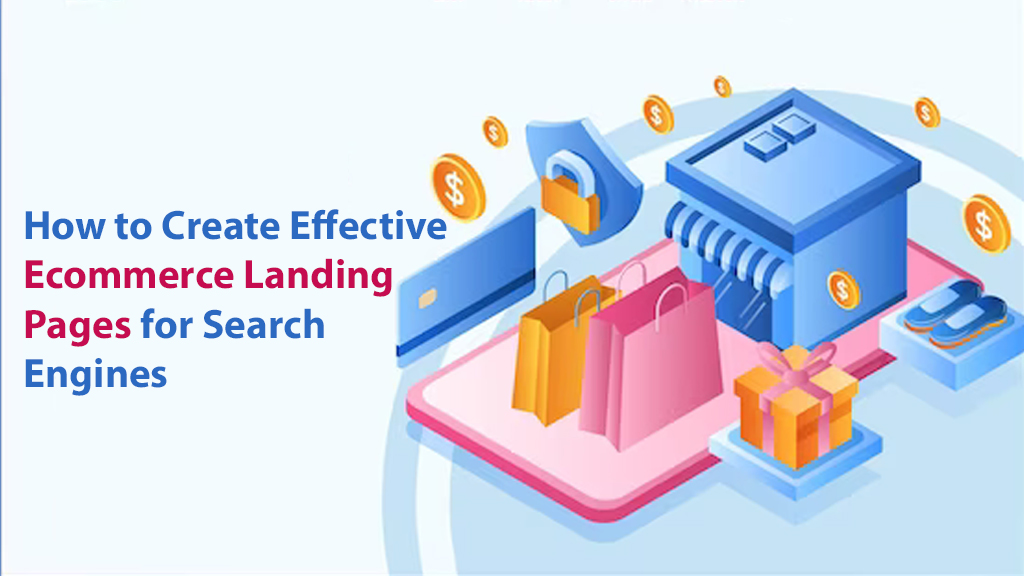 How to Create Effective
Ecommerce Landing
Pages for Search
Engines